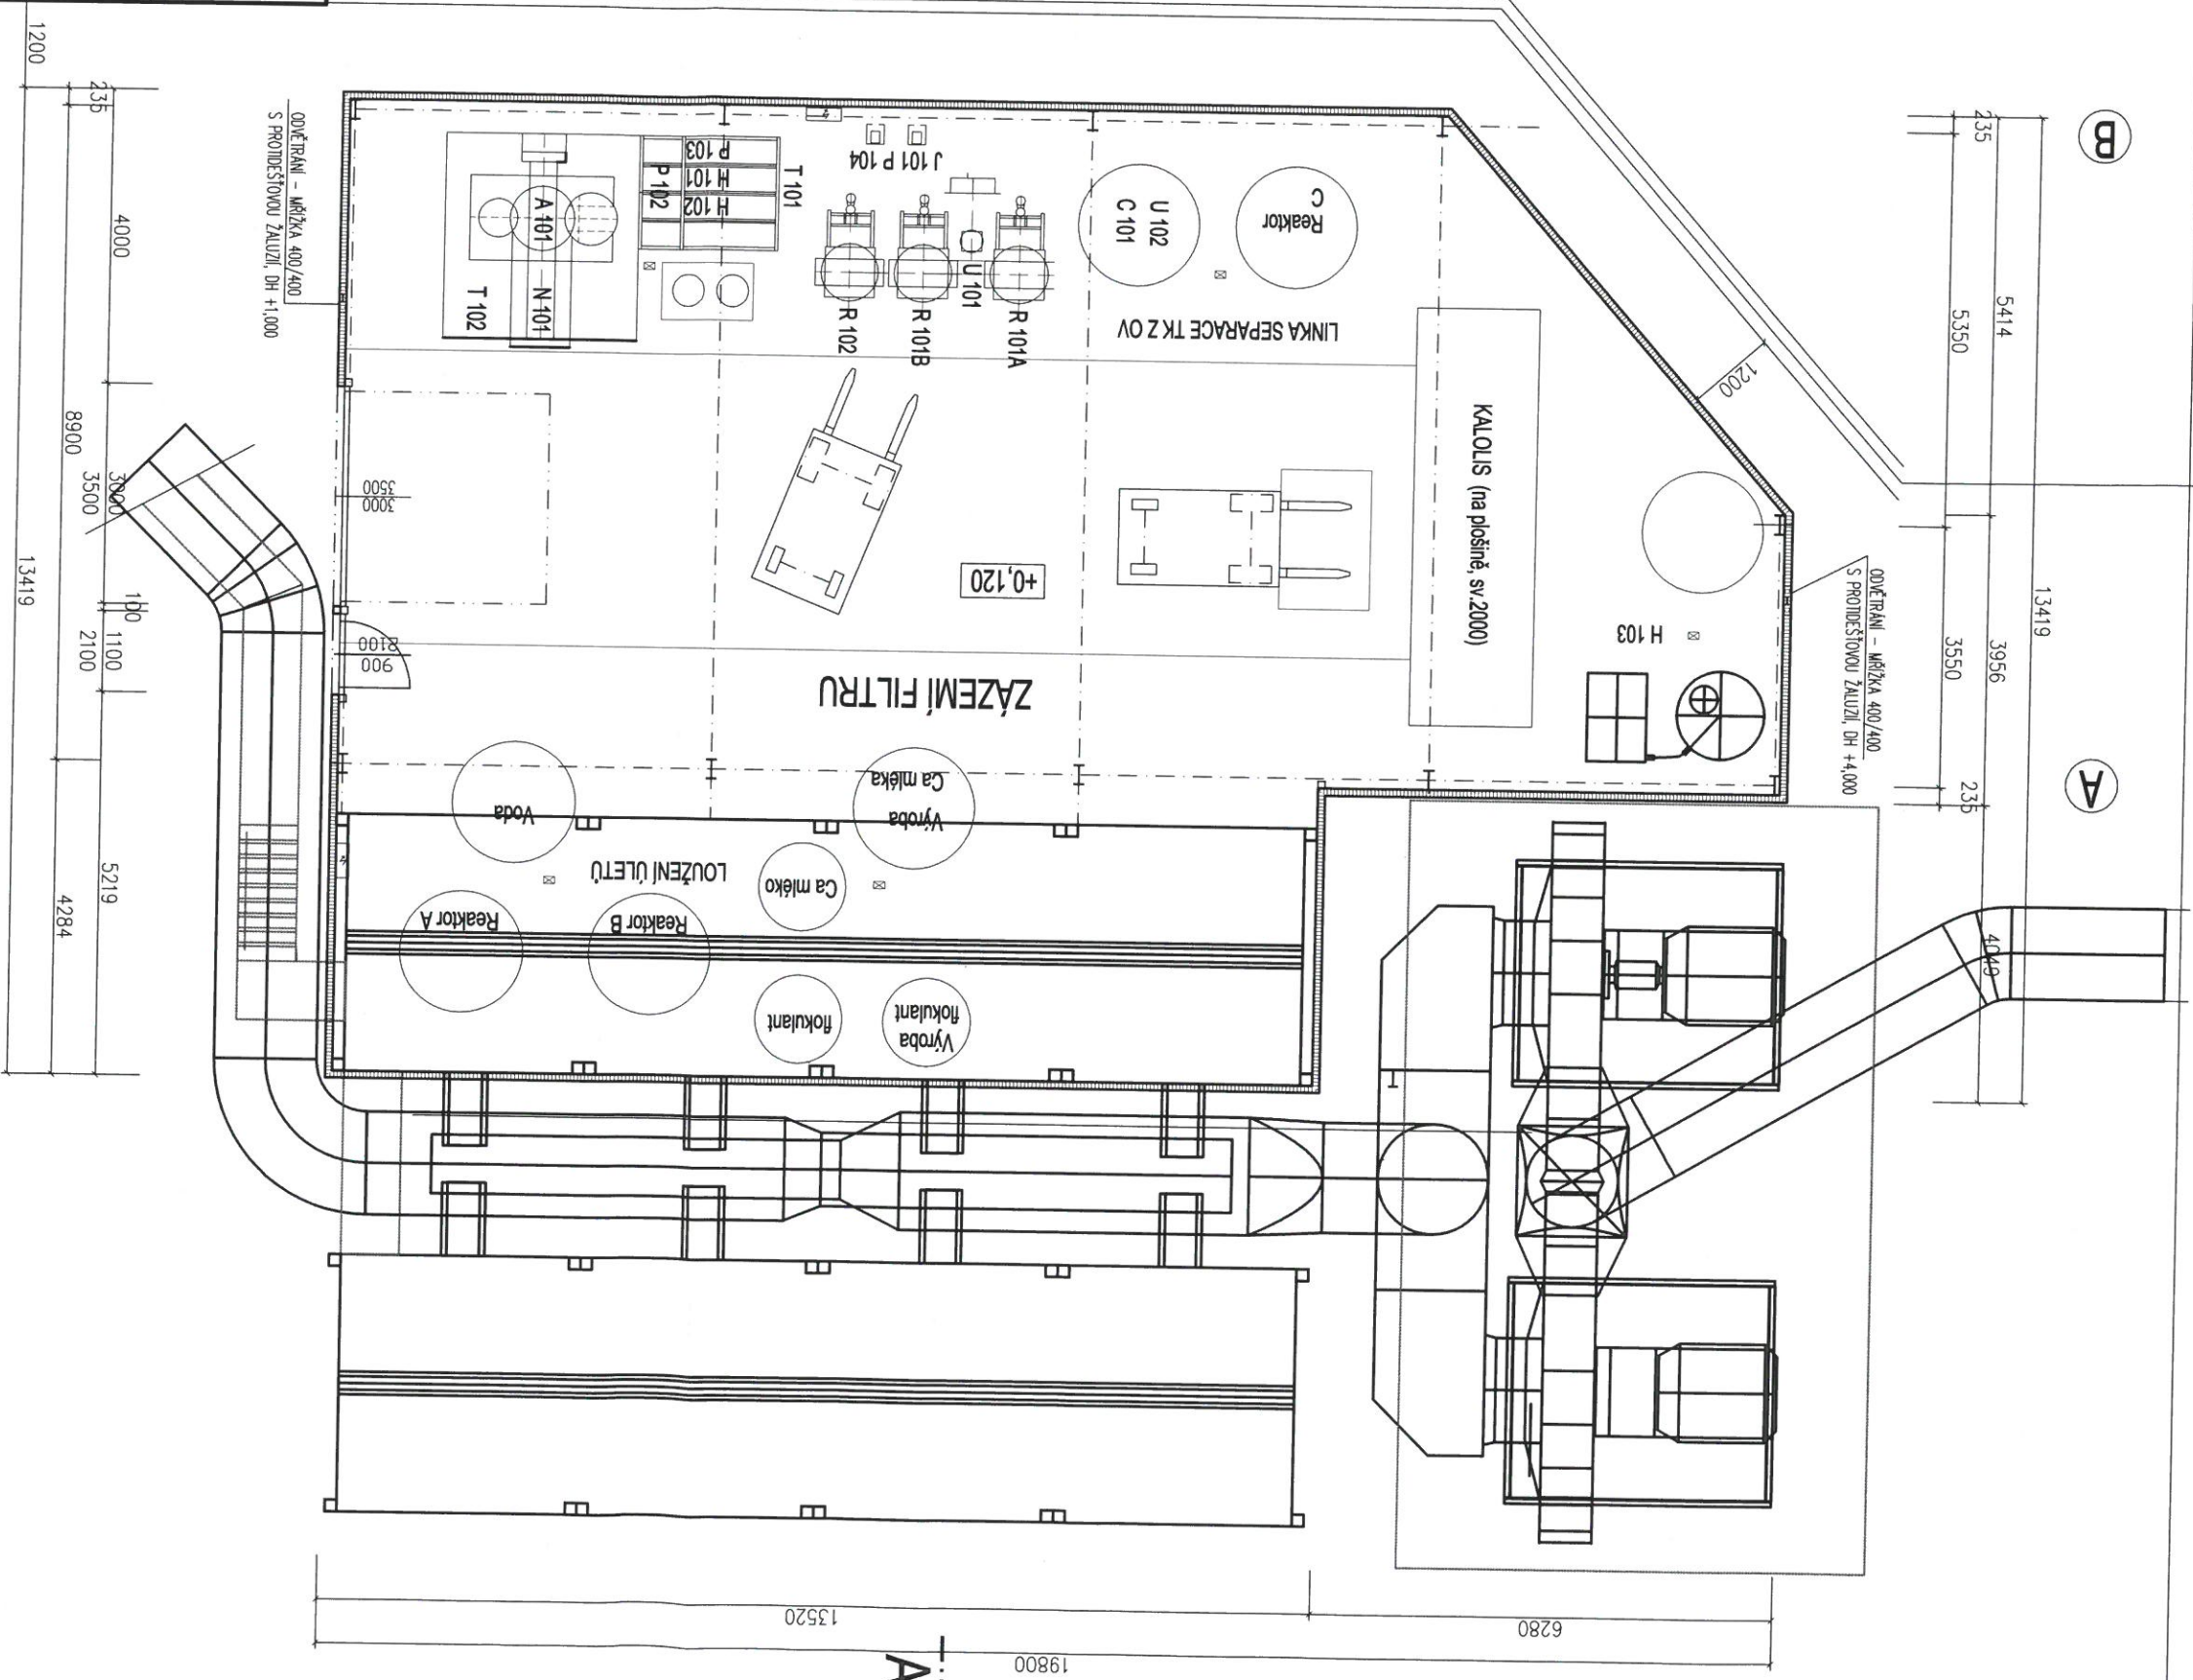 B
A
235
5414
5350
1200
13419
3956
3550
235
4049
ODVĚTRÁNÍ - MŘÍŽKA 400/400
S PROTIDEŠŤOVOU ŽALUZIÍ, DH +4,000
ODVĚTRÁNÍ - MŘÍŽKA 400/400
S PROTIDEŠŤOVOU ŽALUZIÍ, DH +1,000
1200
235
4000
8900
3000
3500
13419
100
1100
2100
5219
4284
P 103
H 101
H 102
P 102
T 101
A 101
N 101
T 102
J 101 P 104
R 102
R 101B
U 101
R 101A
U 102
C 101
Reaktor
C
LINKA SEPARACE TK Z OV
KALOLIS (na plošině, sv.2000)
3000
3500
900
2100
+0,120
H 103
ZÁZEMÍ FILTRU
Voda
Výroba
Ca mléka
LOUŽENÍ ÚLETŮ
Ca mléko
Reaktor A
Reaktor B
flokulant
Výroba
flokulant
13520
6280
19800
A